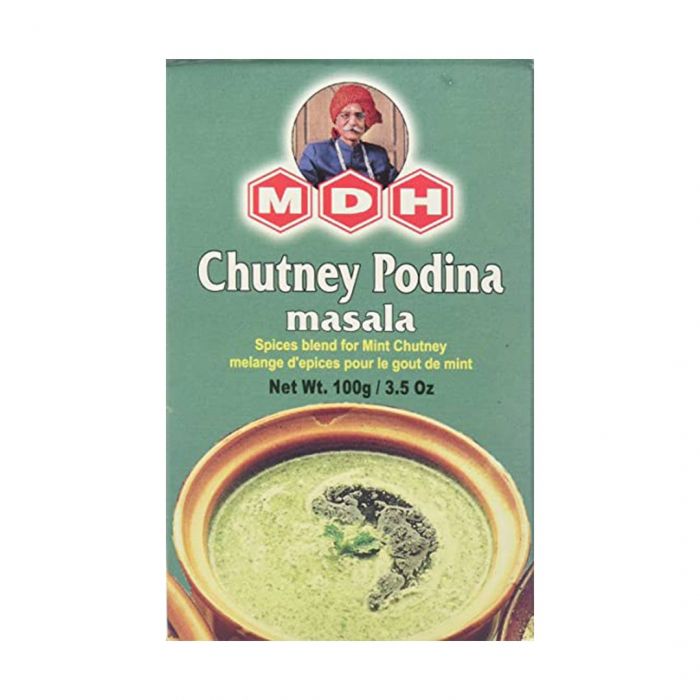 MDH
Chutney Podina
masala
Spices blend for Mint Chutney
melange d'epices pour le gout de mint
Net Wt. 100g / 3.5 Oz